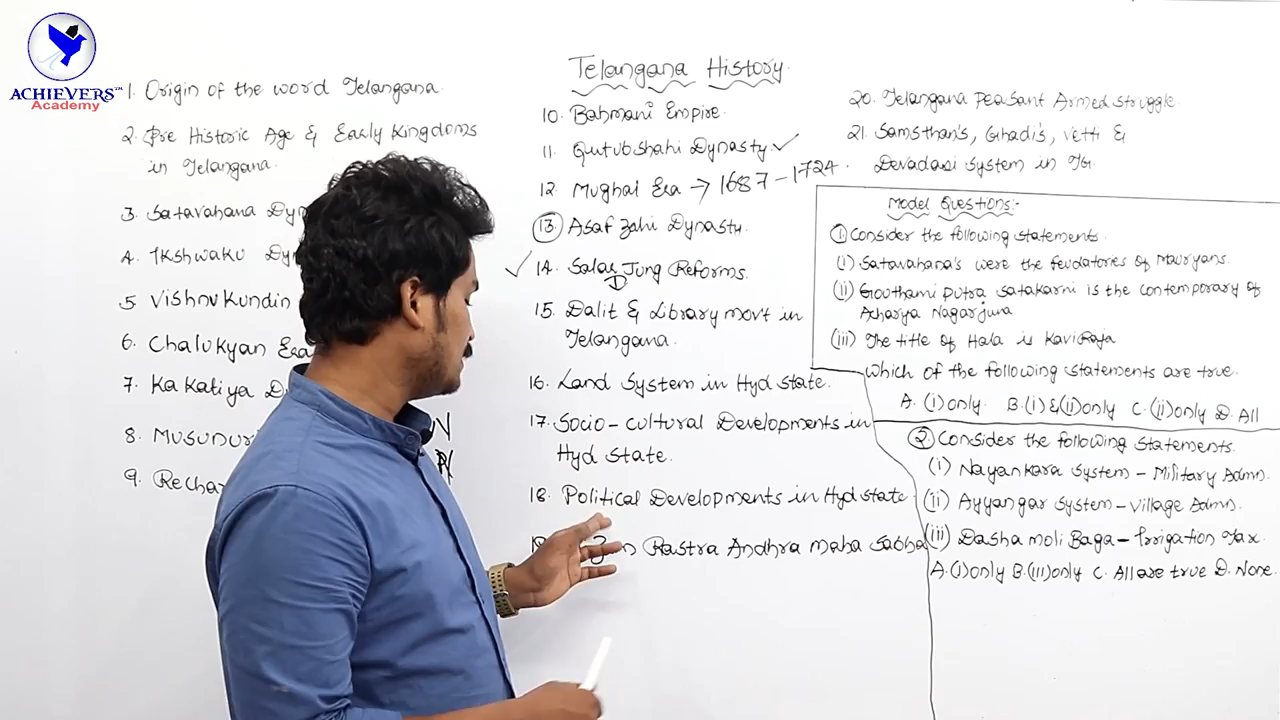 ACHIEVERS™
Academy
Telangana History
1. Origin of the word Telangana.
2. Pre Historic Age & Early Kingdoms
in Telangana.
3. Satavahana
4. Ikshwaku
5 Vishnukundin
6. Chalukyan Era
7. Kakatiya
8.
9.
10. Bahmani Empire.
11. Qutubshahi Dynasty. ✓
12. Mughal Era → 1687 - 1724.
13. Asaf Zahi Dynasty.
✓ 14. Salar Jung Reforms.
D
15. Dalit & Library movt in
Telangana.
16. Land System in Hyd state.
17. Socio-cultural Developments in
Hyd state.
18. Political Developments in Hyd state
Rastra Andhra maha sabha
20. Telangana Peasant Armed struggle.
21. Samsthan's, Ghadi's, Vetti &
Devadasi System in TG.
Model Questions:-
① Consider the following statements.
(i) Satavahana's were the feudatories of Mauryans.
(ii) Gouthami putra Satakarni is the contemporary of
Acharya Nagarjuna
(iii) The title of Hala is KaviRaja
which of the following statements are true.
A. (i) only. B. (i) & (ii) only C. (ii) only D. All
② Consider the following statements.
(i) Nayankara System - Military Admn.
(ii) Ayyangar System - Village Admn.
(iii) Dasha moli Baga - Irrigation Tax.
A. (i) only B. (iii) only C. All are true D. None.